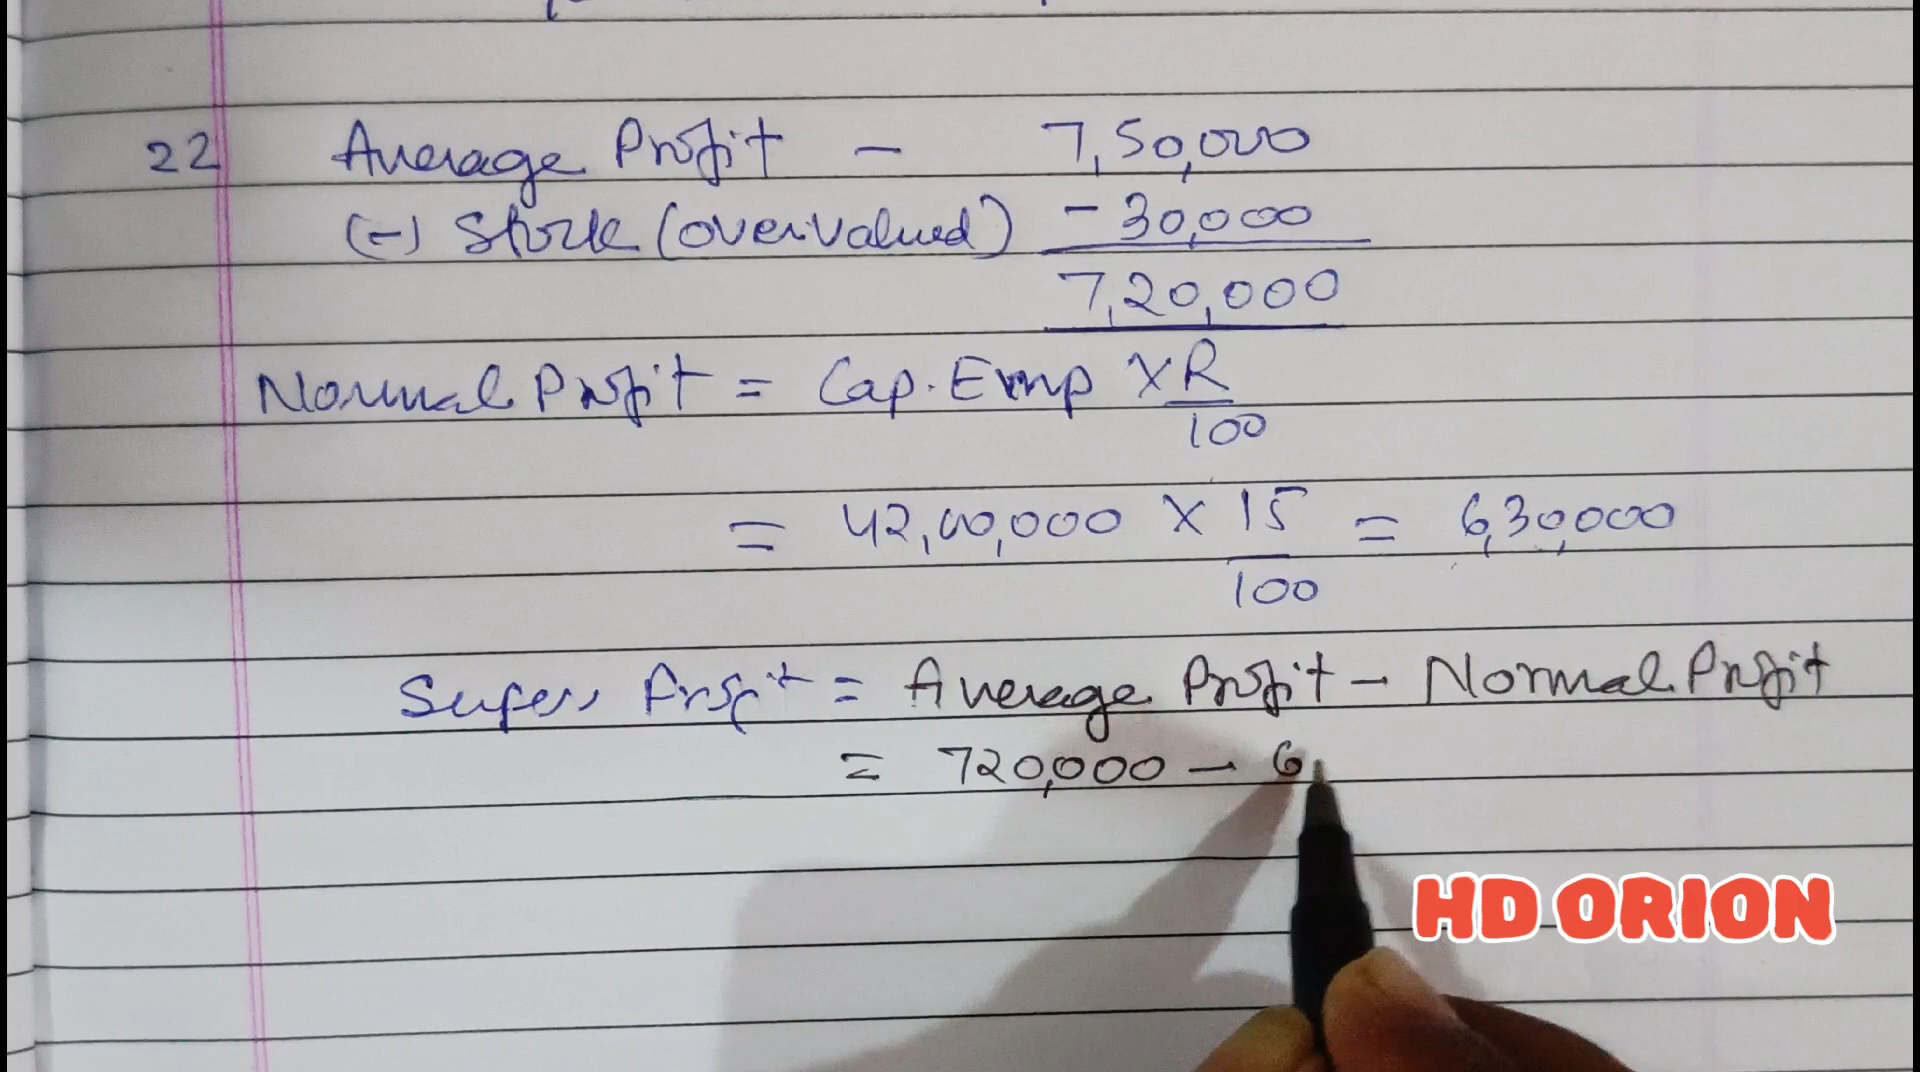 22 Average Profit - 7,50,000
(-) Stock (overvalued) - 30,000
7,20,000
Normal Profit = Cap. Emp X R
100
= 42,00,000 X 15 = 6,30,000
100
Super Profit = Average Profit - Normal Profit
= 720,000 - 6
HD ORION